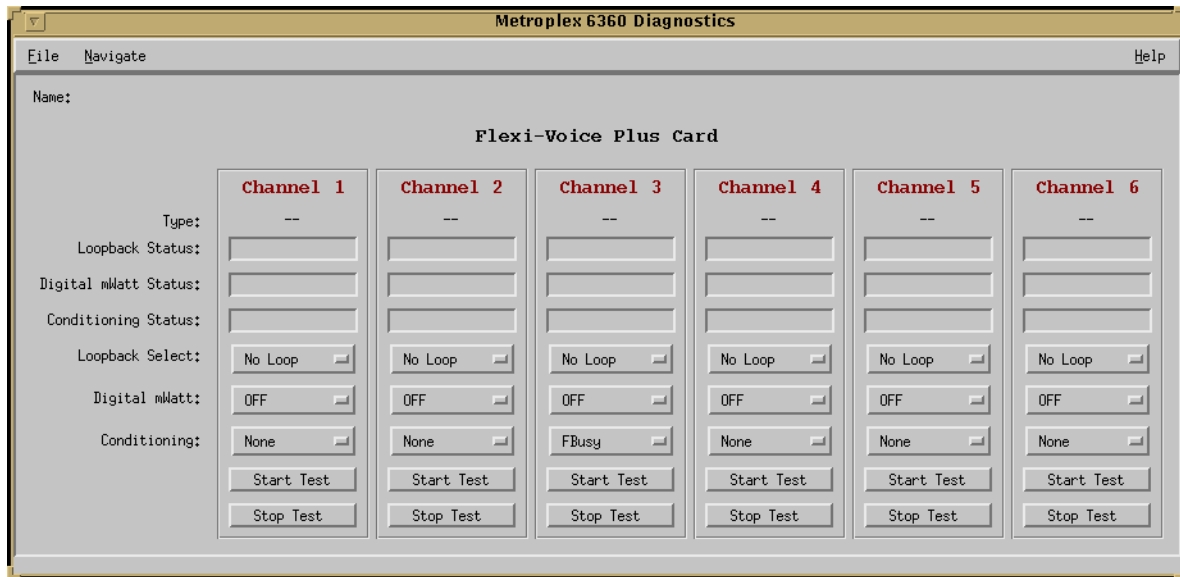 Metroplex 6360 Diagnostics
File Navigate Help
Name:
Flexi-Voice Plus Card
Channel 1 Channel 2 Channel 3 Channel 4 Channel 5 Channel 6
Type: -- -- -- -- -- --
Loopback Status:
Digital mWatt Status:
Conditioning Status:
Loopback Select: No Loop No Loop No Loop No Loop No Loop No Loop
Digital mWatt: OFF OFF OFF OFF OFF OFF
Conditioning: None None FBusy None None None
Start Test Start Test Start Test Start Test Start Test Start Test
Stop Test Stop Test Stop Test Stop Test Stop Test Stop Test